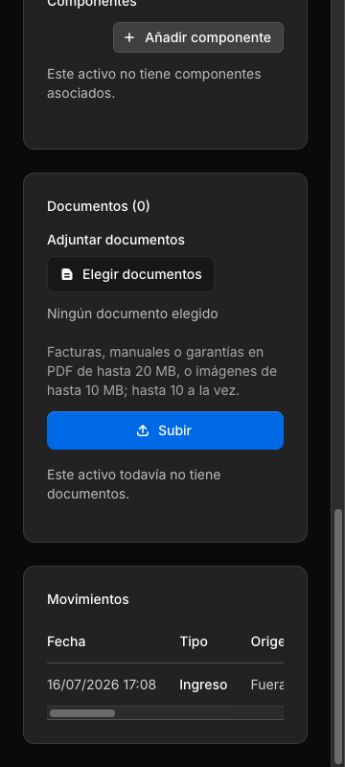 Componentes
Añadir componente
Este activo no tiene componentes
asociados.
Documentos (0)
Adjuntar documentos
Elegir documentos
Ningún documento elegido
Facturas, manuales o garantías en
PDF de hasta 20 MB, o imágenes de
hasta 10 MB; hasta 10 a la vez.
Subir
Este activo todavía no tiene
documentos.
Movimientos
Fecha Tipo Orige
16/07/2026 17:08 Ingreso Fuera